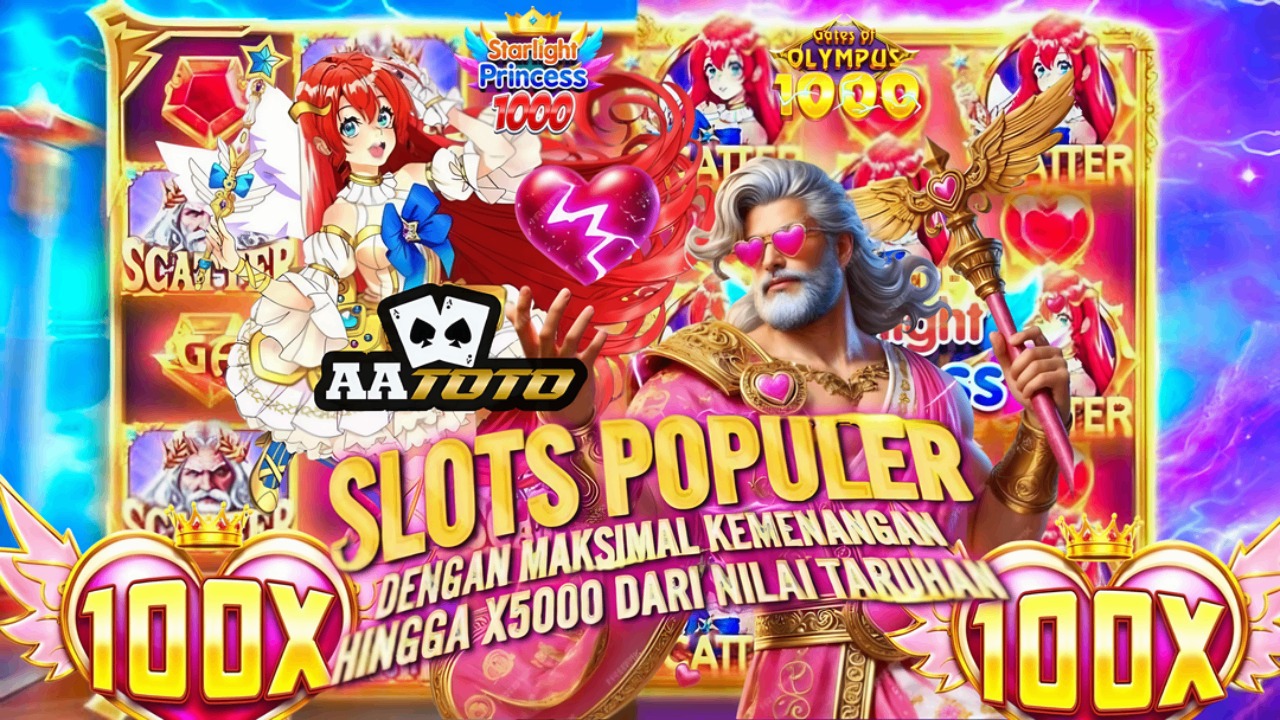 Starlight
Princess
1000
Gates of
OLYMPUS
1000
SCATTER
AATOTO
SLOTS POPULER
DENGAN MAKSIMAL KEMENANGAN
HINGGA X5000 DARI NILAI TARUHAN
100X
100X